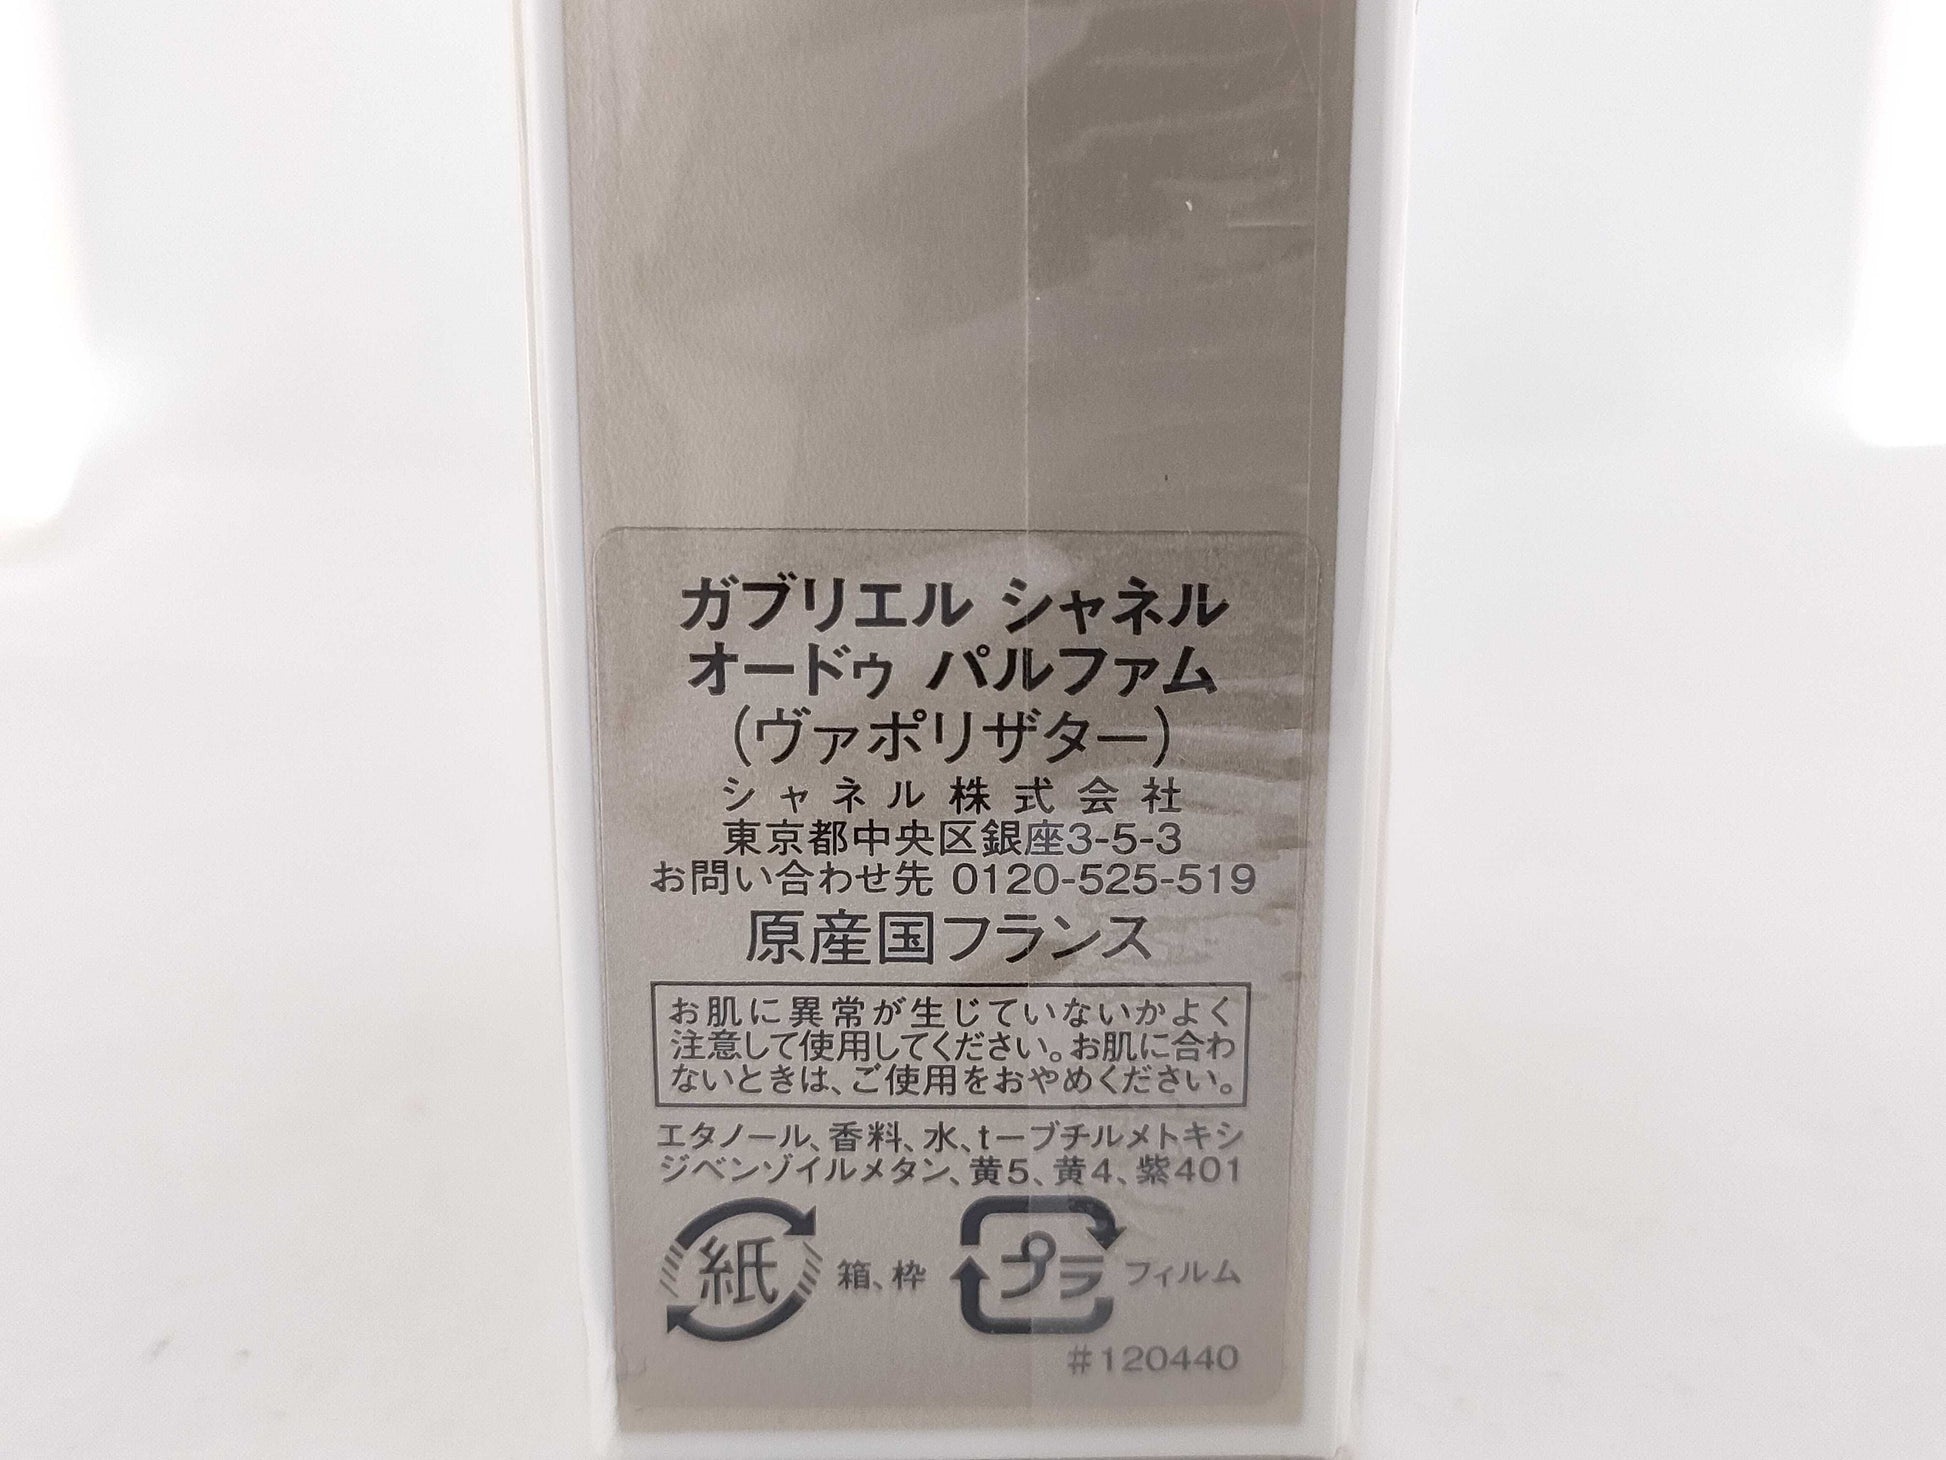 ガブリエル シャネル
オードゥ パルファム
(ヴァポリザター)
シャネル株式会社
東京都中央区銀座3-5-3
お問い合わせ先 0120-525-519
原産国フランス
お肌に異常が生じていないかよく
注意して使用してください。お肌に合わ
ないときは、ご使用をおやめください。
エタノール、香料、水、t-ブチルメトキシ
ジベンゾイルメタン、黄5、黄4、紫401
紙 箱、枠 プラ フィルム
#120440